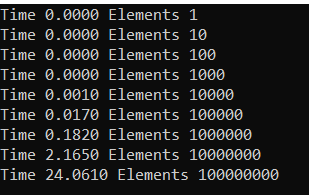 Time 0.0000 Elements 1
Time 0.0000 Elements 10
Time 0.0000 Elements 100
Time 0.0000 Elements 1000
Time 0.0010 Elements 10000
Time 0.0170 Elements 100000
Time 0.1820 Elements 1000000
Time 2.1650 Elements 10000000
Time 24.0610 Elements 100000000